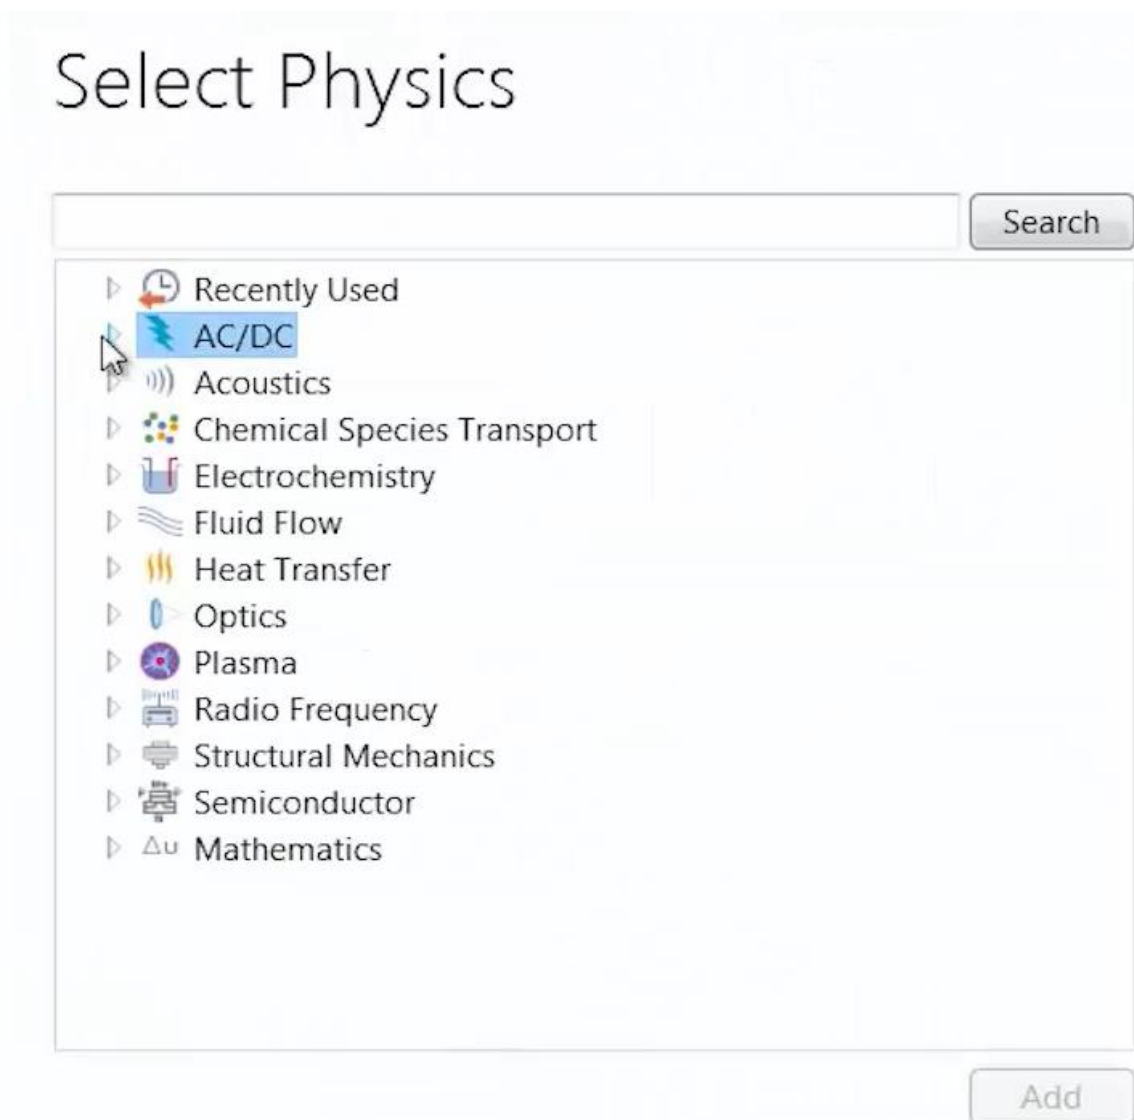 Select Physics
Search
Recently Used
AC/DC
Acoustics
Chemical Species Transport
Electrochemistry
Fluid Flow
Heat Transfer
Optics
Plasma
Radio Frequency
Structural Mechanics
Semiconductor
Δu Mathematics
Add